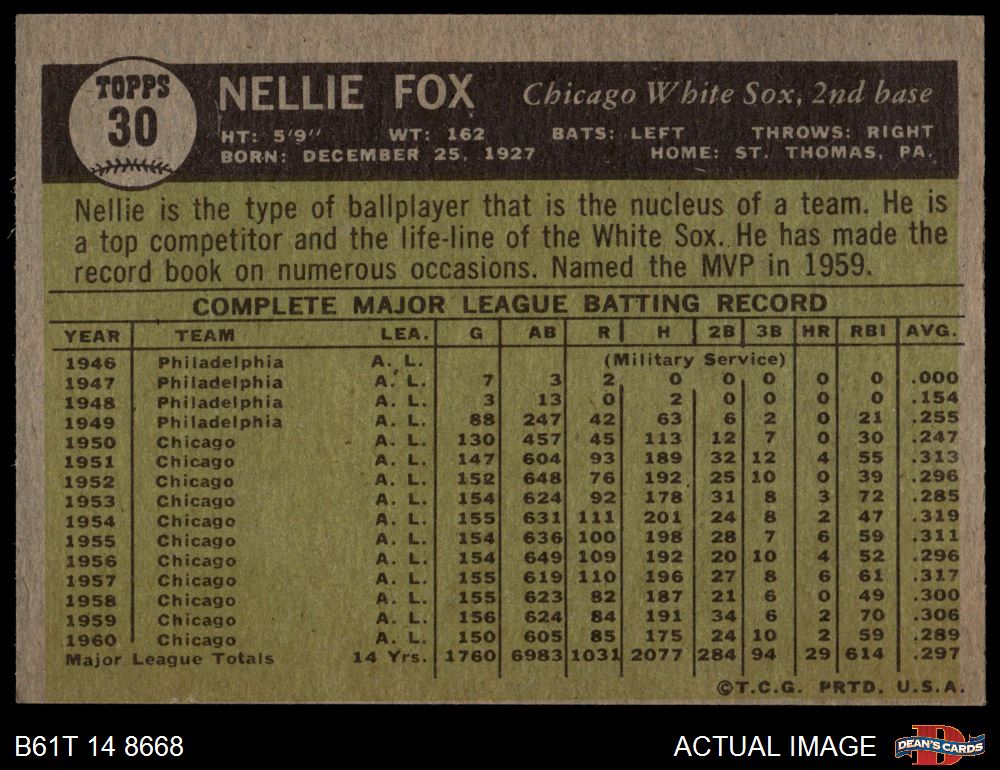 TOPPS
30
NELLIE FOX Chicago White Sox, 2nd base
HT: 5'9" WT: 162 BATS: LEFT THROWS: RIGHT
BORN: DECEMBER 25, 1927 HOME: ST. THOMAS, PA.
Nellie is the type of ballplayer that is the nucleus of a team. He is
a top competitor and the life-line of the White Sox. He has made the
record book on numerous occasions. Named the MVP in 1959.
COMPLETE MAJOR LEAGUE BATTING RECORD
YEAR TEAM LEA. G AB R H 2B 3B HR RBI AVG.
1946 Philadelphia A. L. (Military Service)
1947 Philadelphia A. L. 7 3 2 0 0 0 0 0 .000
1948 Philadelphia A. L. 3 13 0 2 0 0 0 0 .154
1949 Philadelphia A. L. 88 247 42 63 6 2 0 21 .255
1950 Chicago A. L. 130 457 45 113 12 7 0 30 .247
1951 Chicago A. L. 147 604 93 189 32 12 4 55 .313
1952 Chicago A. L. 152 648 76 192 25 10 0 39 .296
1953 Chicago A. L. 154 624 92 178 31 8 3 72 .285
1954 Chicago A. L. 155 631 111 201 24 8 2 47 .319
1955 Chicago A. L. 154 636 100 198 28 7 6 59 .311
1956 Chicago A. L. 154 649 109 192 20 10 4 52 .296
1957 Chicago A. L. 155 619 110 196 27 8 6 61 .317
1958 Chicago A. L. 155 623 82 187 21 6 0 49 .300
1959 Chicago A. L. 156 624 84 191 34 6 2 70 .306
1960 Chicago A. L. 150 605 85 175 24 10 2 59 .289
Major League Totals 14 Yrs. 1760 6983 1031 2077 284 94 29 614 .297
©T.C.G. PRTD. U.S.A.
B61T 14 8668 ACTUAL IMAGE
DEAN'S CARDS